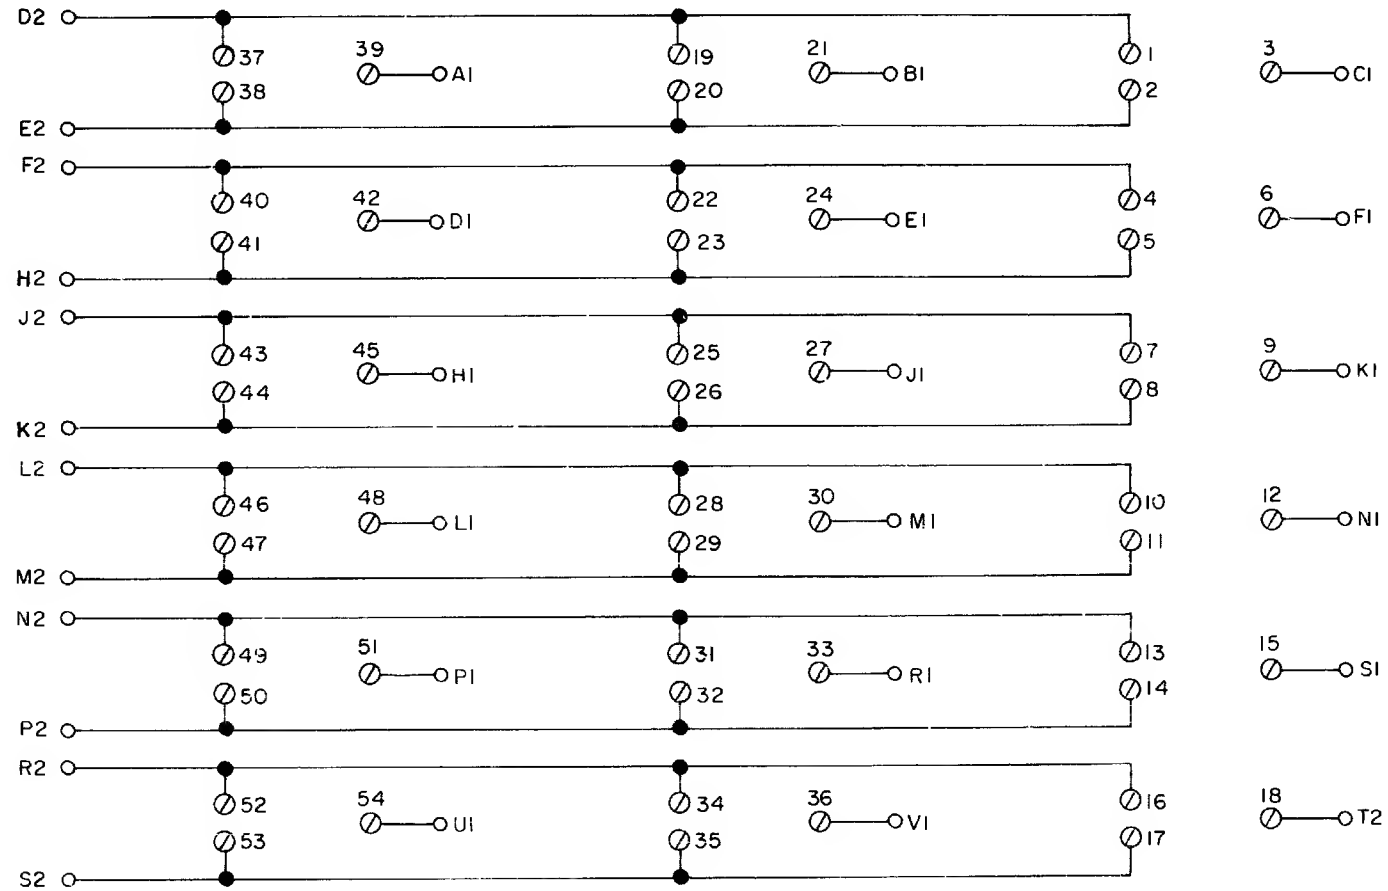 D2
37 39 A1 19 21 B1 1 3 C1
38 20 2
E2
F2
40 42 D1 22 24 E1 4 6 F1
41 23 5
H2
J2
43 45 H1 25 27 J1 7 9 K1
44 26 8
K2
L2
46 48 L1 28 30 M1 10 12 N1
47 29 11
M2
N2
49 51 P1 31 33 R1 13 15 S1
50 32 14
P2
R2
52 54 U1 34 36 V1 16 18 T2
53 35 17
S2